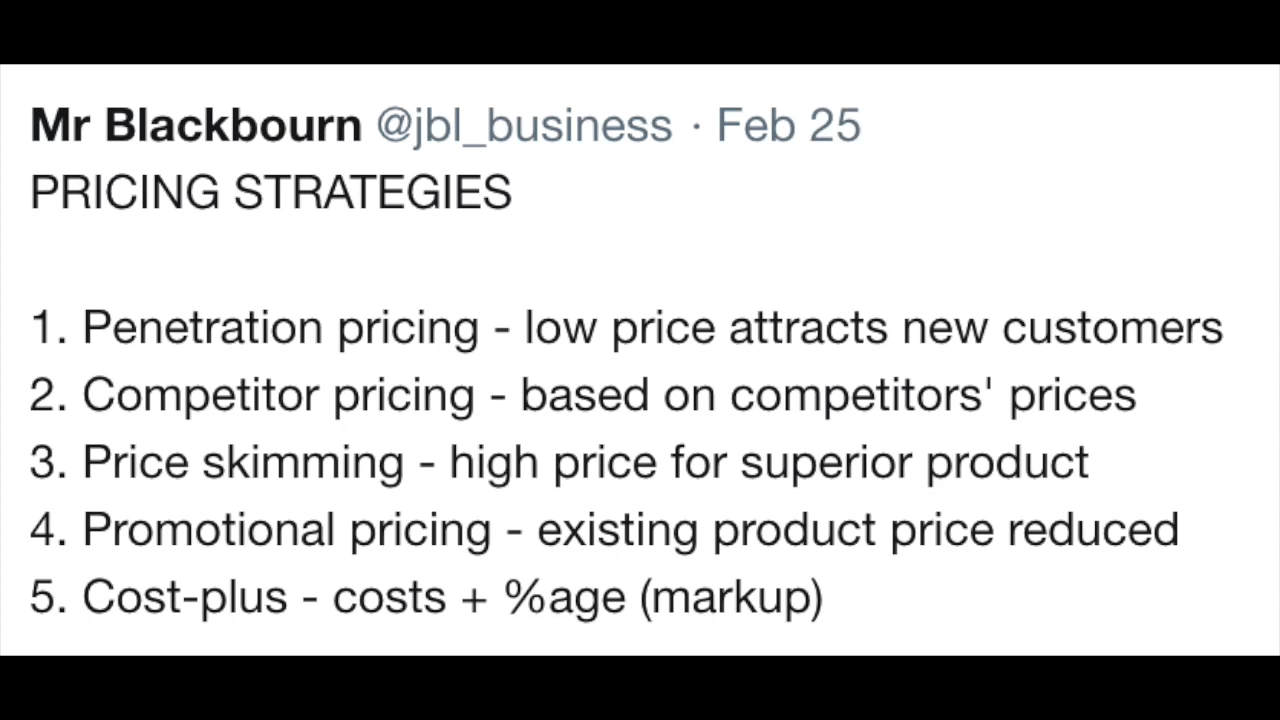 Mr Blackbourn @jbl_business · Feb 25
PRICING STRATEGIES
1. Penetration pricing - low price attracts new customers
2. Competitor pricing - based on competitors' prices
3. Price skimming - high price for superior product
4. Promotional pricing - existing product price reduced
5. Cost-plus - costs + %age (markup)